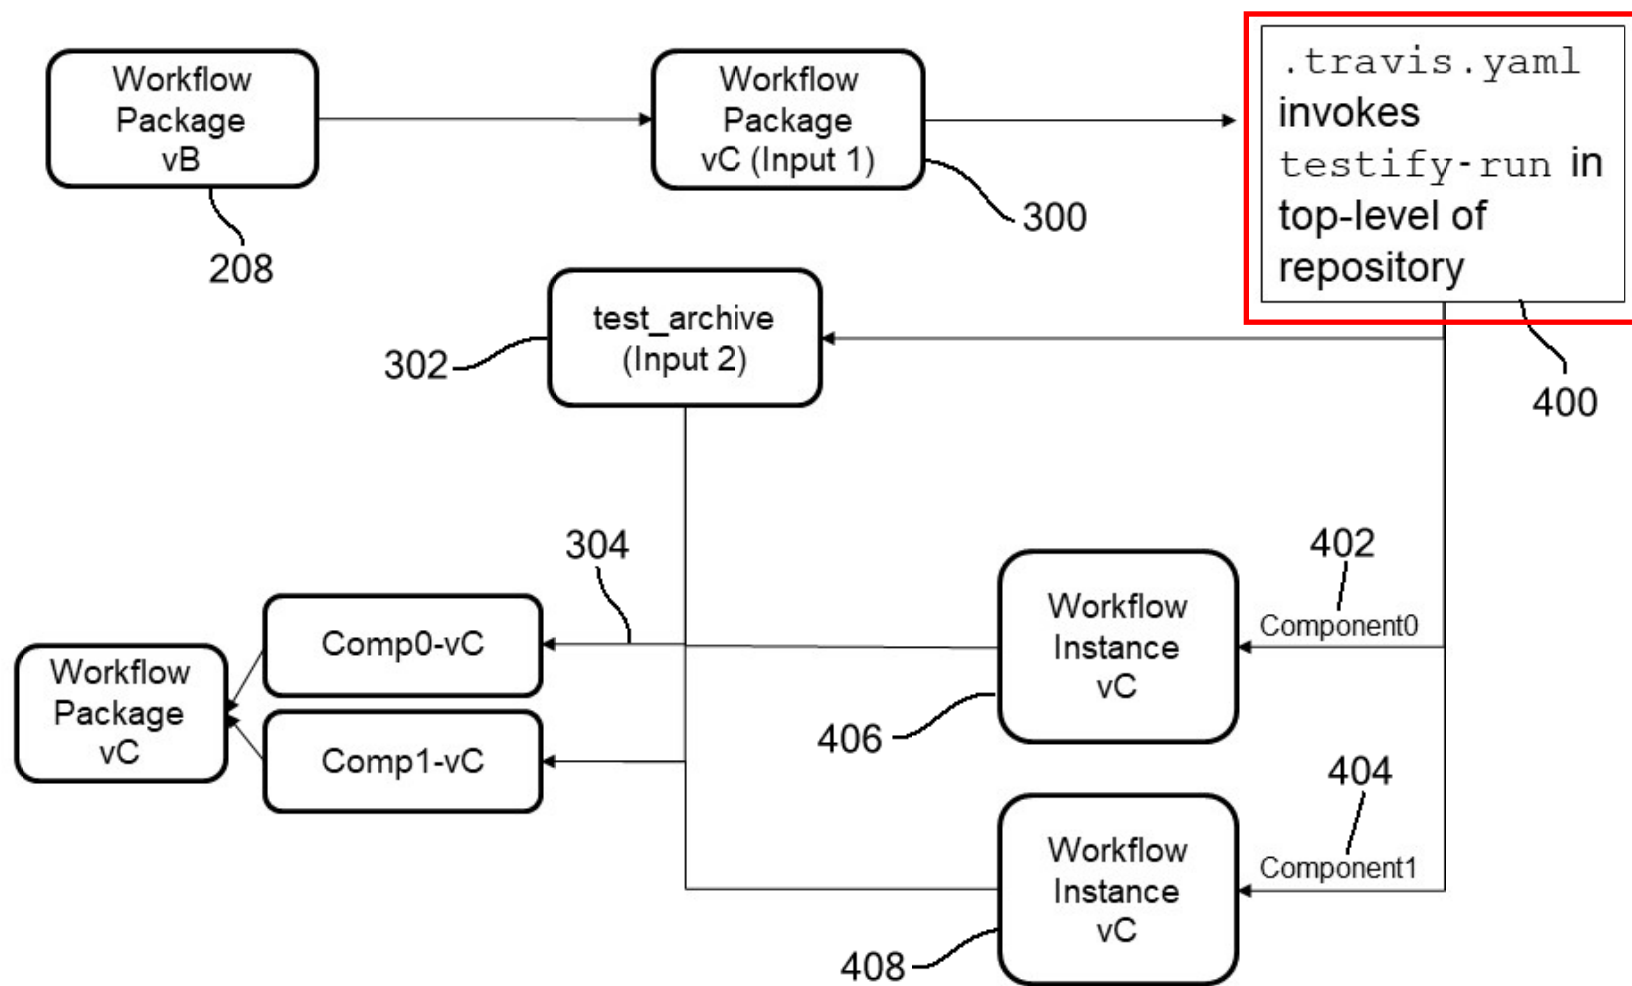 Workflow
Package
vB
Workflow
Package
vC (Input 1)
.travis.yaml
invokes
testify-run in
top-level of
repository
300
208
test_archive
(Input 2)
302
400
304
402
Component0
Workflow
Instance
vC
Comp0-vC
Workflow
Package
vC
Comp1-vC
406
404
Component1
Workflow
Instance
vC
408